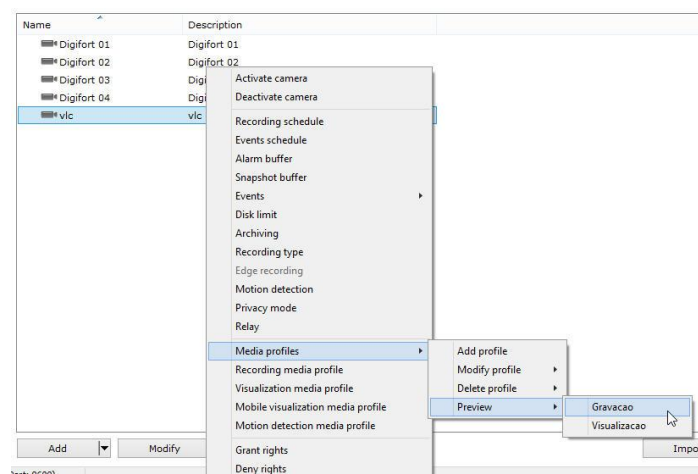 Name Description
Digifort 01 Digifort 01
Digifort 02 Digifort 02
Digifort 03 Digi
Digifort 04 Digi
vlc vlc
Activate camera
Deactivate camera
Recording schedule
Events schedule
Alarm buffer
Snapshot buffer
Events
Disk limit
Archiving
Recording type
Edge recording
Motion detection
Privacy mode
Relay
Media profiles
Recording media profile
Visualization media profile
Mobile visualization media profile
Motion detection media profile
Grant rights
Deny rights
Add profile
Modify profile
Delete profile
Preview
Gravacao
Visualizacao
Add Modify Impo